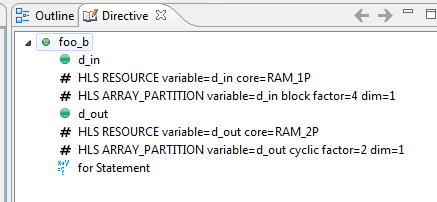 Outline Directive
foo_b
d_in
# HLS RESOURCE variable=d_in core=RAM_1P
# HLS ARRAY_PARTITION variable=d_in block factor=4 dim=1
d_out
# HLS RESOURCE variable=d_out core=RAM_2P
# HLS ARRAY_PARTITION variable=d_out cyclic factor=2 dim=1
for Statement